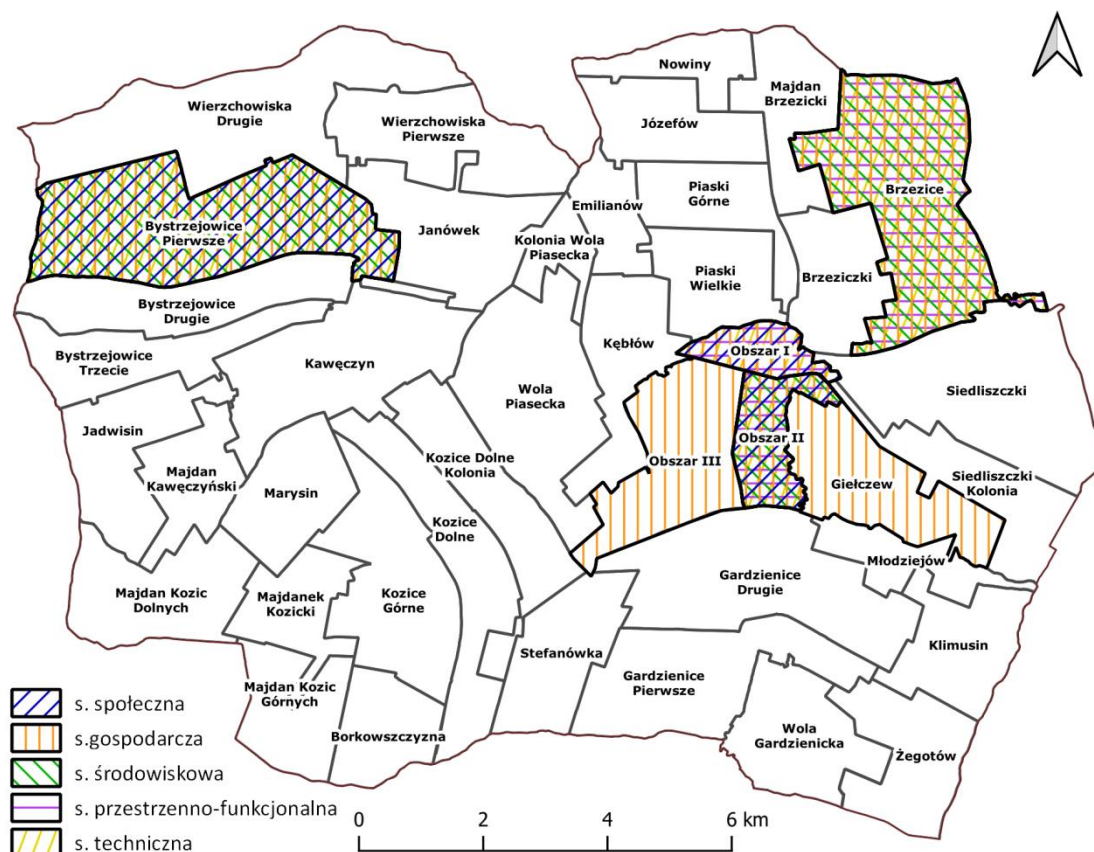 Nowiny
Majdan
Brzezicki
Wierzchowiska
Drugie
Wierzchowiska
Pierwsze
Józefów
Brzezice
Piaski
Górne
Emilianów
Bystrzejowice
Pierwsze
Janówek
Kolonia Wola
Piasecka
Piaski
Wielkie
Brzeziczki
Bystrzejowice
Drugie
Kębłów
Obszar I
Bystrzejowice
Trzecie
Kawęczyn
Wola
Piasecka
Siedliszczki
Jadwisin
Majdan
Kawęczyński
Marysin
Kozice Dolne
Kolonia
Obszar III
Obszar II
Giełczew
Siedliszczki
Kolonia
Kozice
Dolne
Młodziejów
Majdan Kozic
Dolnych
Majdanek
Kozicki
Kozice
Górne
Gardzienice
Drugie
Stefanówka
Klimusin
Gardzienice
Pierwsze
Majdan Kozic
Górnych
Borkowszczyzna
Wola
Gardzienicka
Żegotów
s. społeczna
s.gospodarcza
s. środowiskowa
s. przestrzenno-funkcjonalna
s. techniczna
0 2 4 6 km